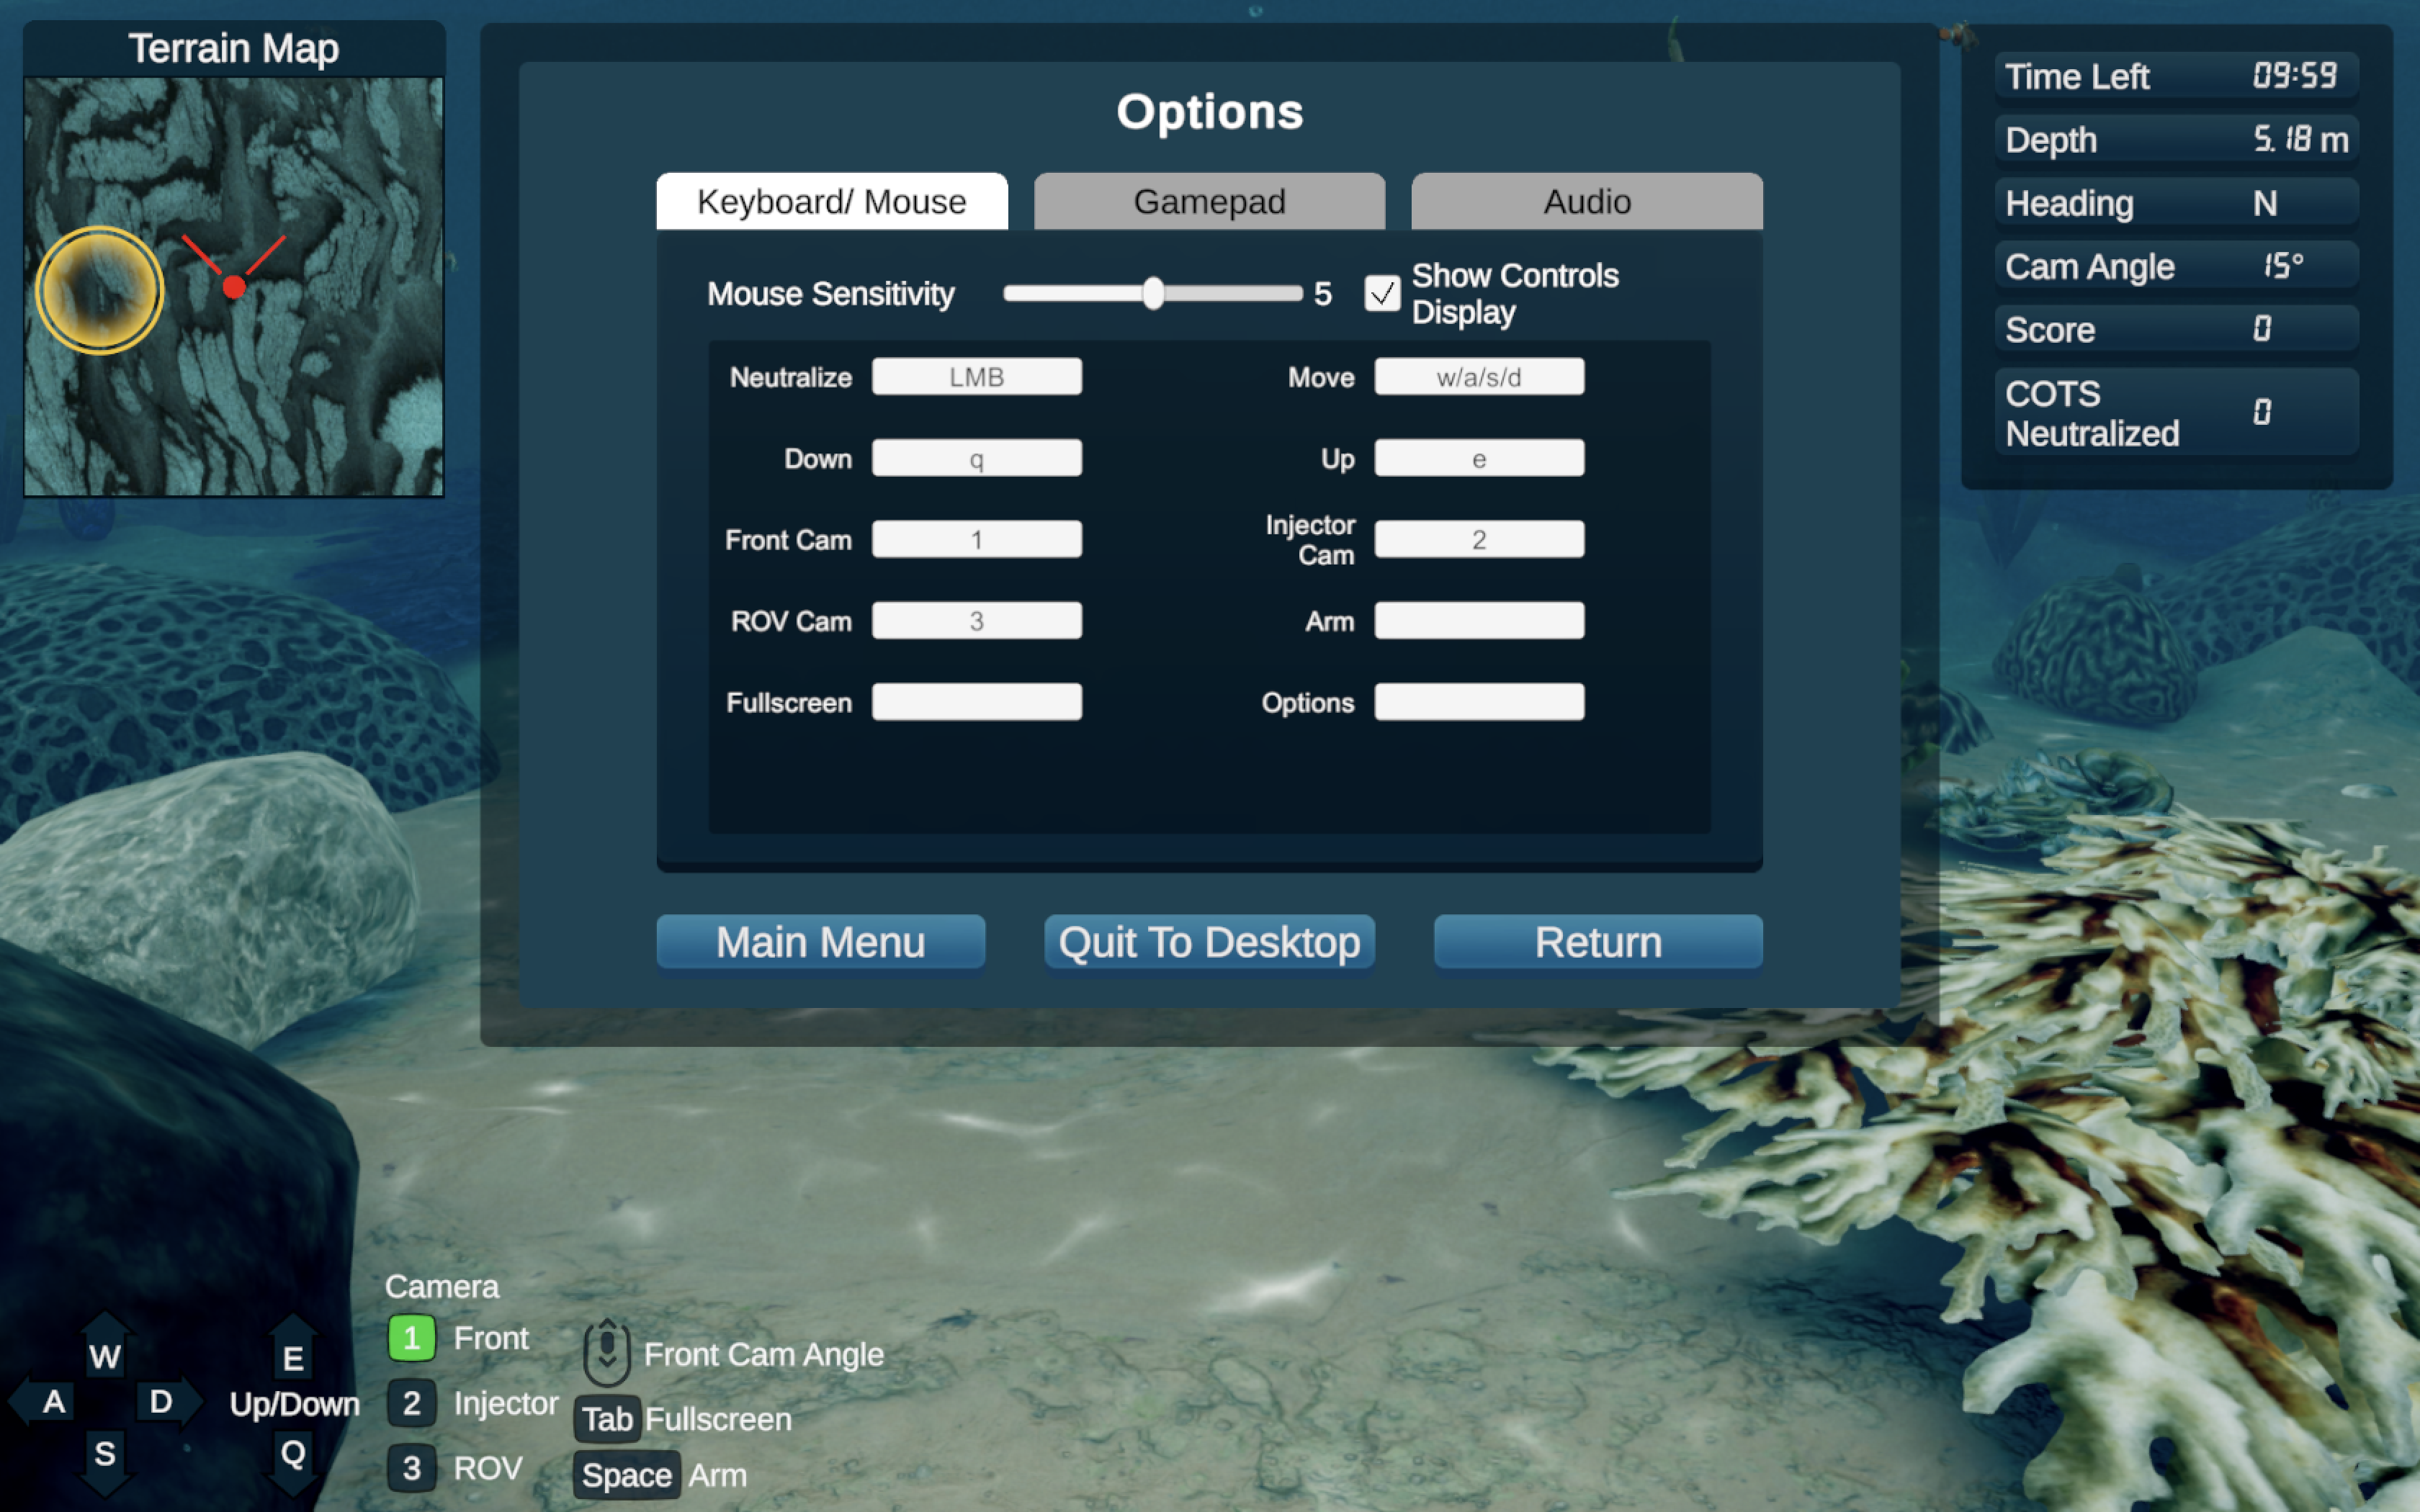 Terrain Map
Options
Keyboard/ Mouse
Gamepad
Audio
Mouse Sensitivity
5
Show Controls
Display
Neutralize
LMB
Move
w/a/s/d
Down
q
Up
e
Front Cam
1
Injector
Cam
2
ROV Cam
3
Arm
Fullscreen
Options
Main Menu
Quit To Desktop
Return
Time Left 09:59
Depth 5.18 m
Heading N
Cam Angle 15°
Score 0
COTS
Neutralized
0
W
A
D
S
E
Up/Down
Q
Camera
1 Front
2 Injector
3 ROV
Front Cam Angle
Tab Fullscreen
Space Arm